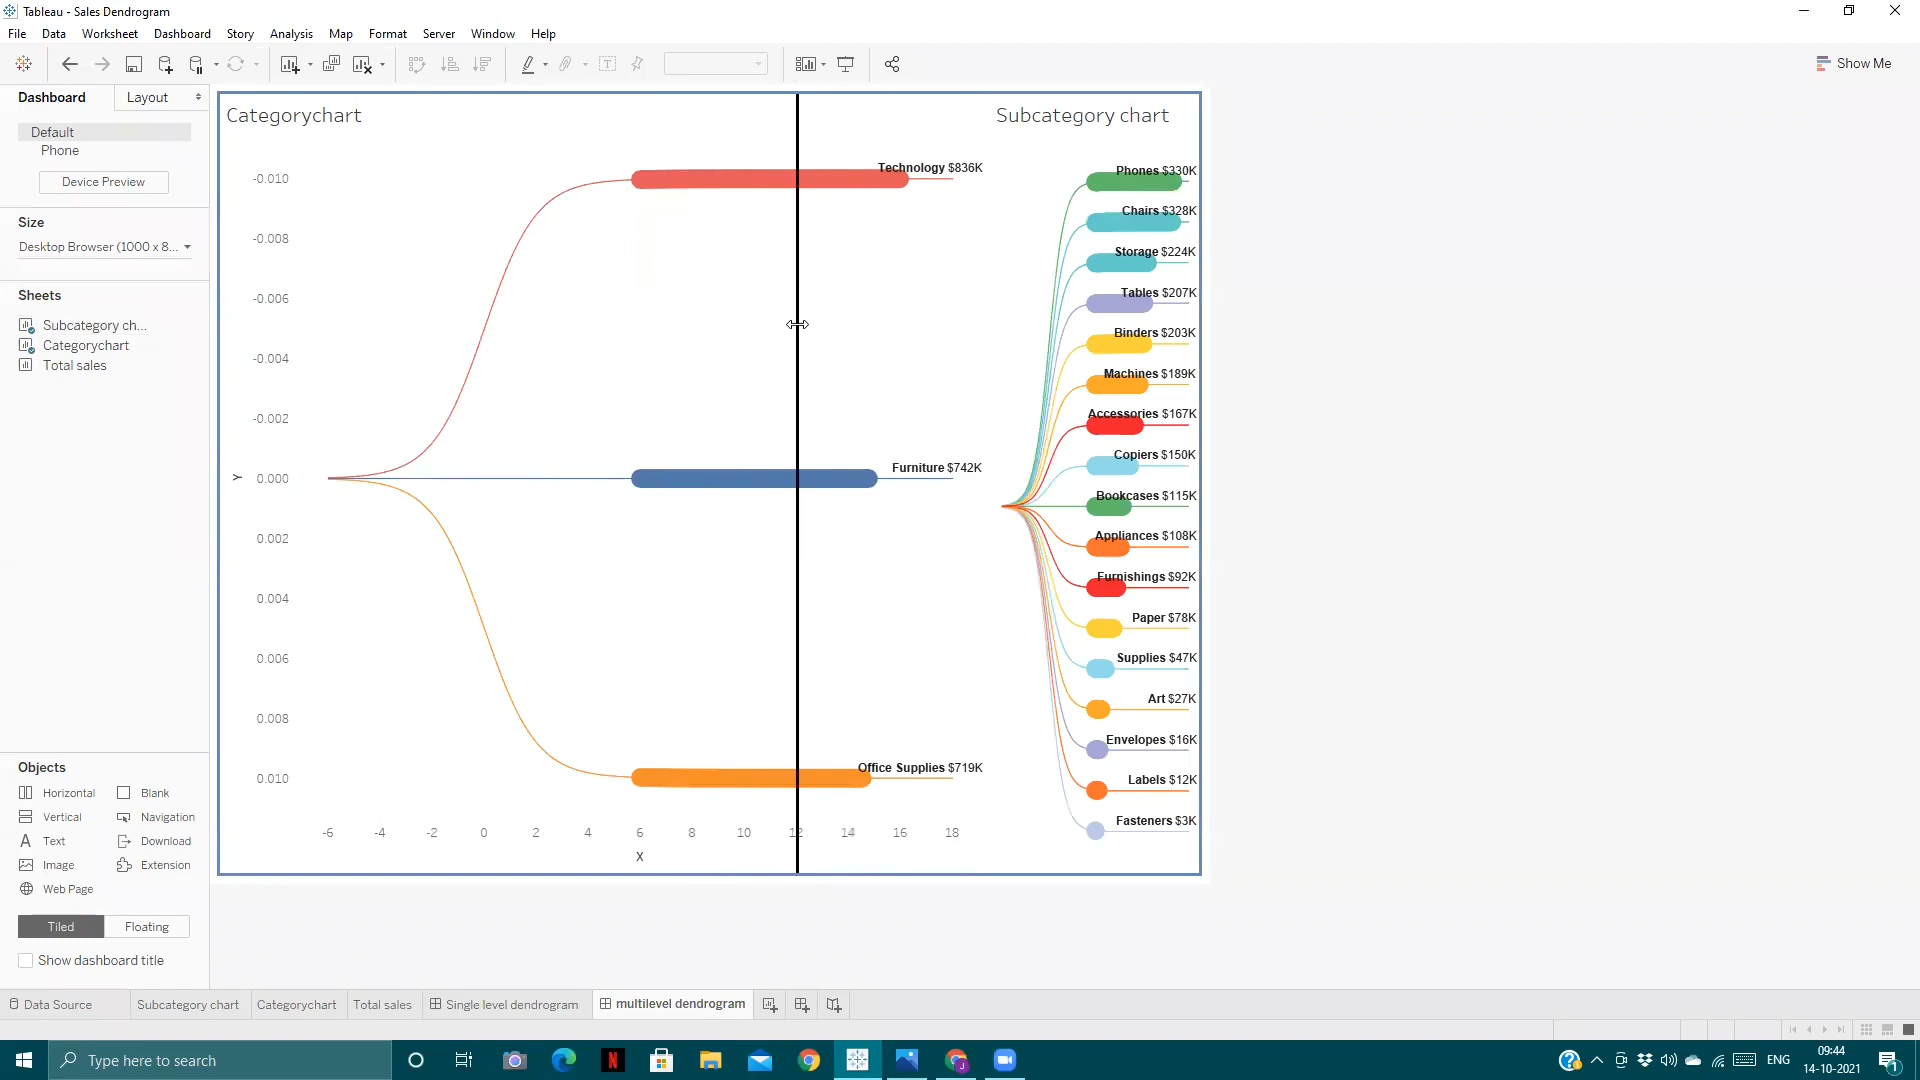 Tableau - Sales Dendrogram
File Data Worksheet Dashboard Story Analysis Map Format Server Window Help
Show Me
Dashboard Layout
Default
Phone
Device Preview
Size
Desktop Browser (1000 x 8...
Sheets
Subcategory ch...
Categorychart
Total sales
Objects
Horizontal Blank
Vertical Navigation
Text Download
Image Extension
Web Page
Tiled Floating
Show dashboard title
Categorychart
Technology $836K
-0.010
-0.008
-0.006
-0.004
-0.002
Furniture $742K
Y 0.000
0.002
0.004
0.006
0.008
Office Supplies $719K
0.010
-6 -4 -2 0 2 4 6 8 10 12 14 16 18
X
Subcategory chart
Phones $330K
Chairs $328K
Storage $224K
Tables $207K
Binders $203K
Machines $189K
Accessories $167K
Copiers $150K
Bookcases $115K
Appliances $108K
Furnishings $92K
Paper $78K
Supplies $47K
Art $27K
Envelopes $16K
Labels $12K
Fasteners $3K
Data Source Subcategory chart Categorychart Total sales Single level dendrogram multilevel dendrogram
Type here to search
ENG
09:44
14-10-2021
1